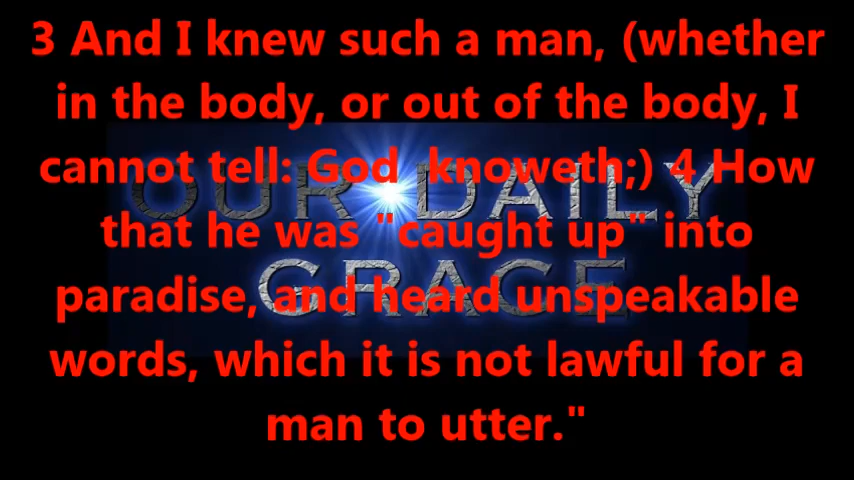 3 And I knew such a man, (whether
in the body, or out of the body, I
cannot tell: God knoweth;) 4 How
that he was "caught up" into
paradise, and heard unspeakable
words, which it is not lawful for a
man to utter."
OUR DAILY
GRACE